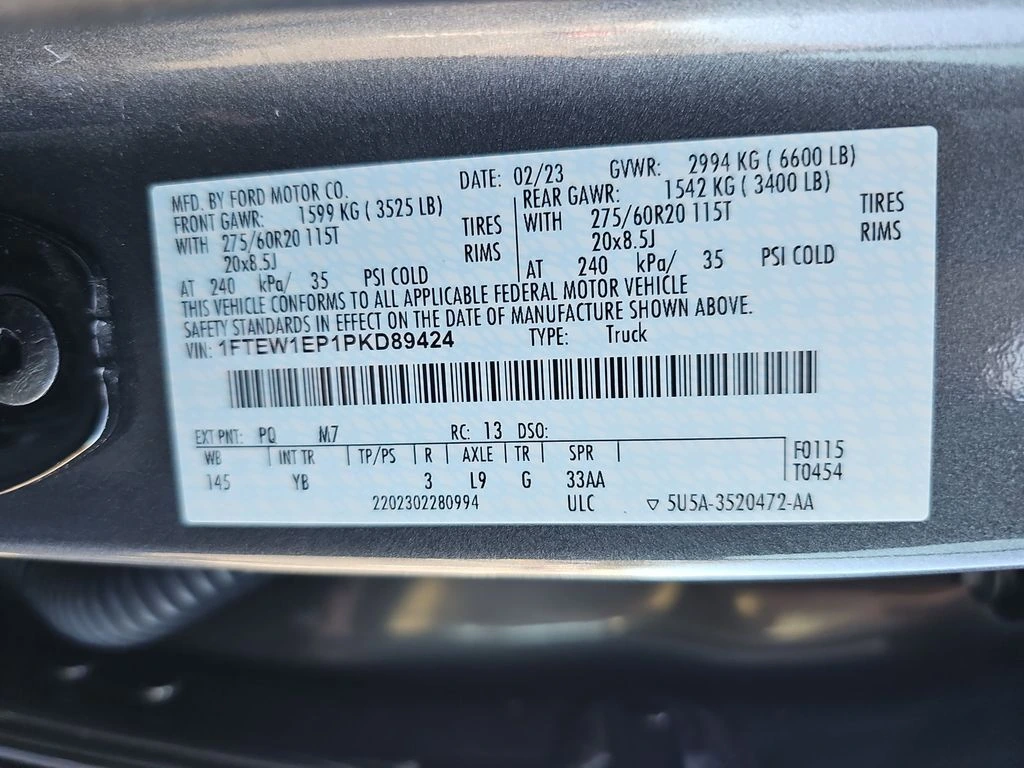 MFD. BY FORD MOTOR CO. DATE: 02/23 GVWR: 2994 KG ( 6600 LB)
FRONT GAWR: 1599 KG ( 3525 LB) REAR GAWR: 1542 KG ( 3400 LB)
WITH 275/60R20 115T TIRES WITH 275/60R20 115T TIRES
20x8.5J RIMS 20x8.5J RIMS
AT 240 kPa/ 35 PSI COLD AT 240 kPa/ 35 PSI COLD
THIS VEHICLE CONFORMS TO ALL APPLICABLE FEDERAL MOTOR VEHICLE
SAFETY STANDARDS IN EFFECT ON THE DATE OF MANUFACTURE SHOWN ABOVE.
VIN: 1FTEW1EP1PKD89424 TYPE: Truck
EXT PNT: PQ M7 RC: 13 DSO:
WB INT TR TP/PS R AXLE TR SPR F0115
145 YB 3 L9 G 33AA T0454
2202302280994 ULC ▽ 5U5A-3520472-AA